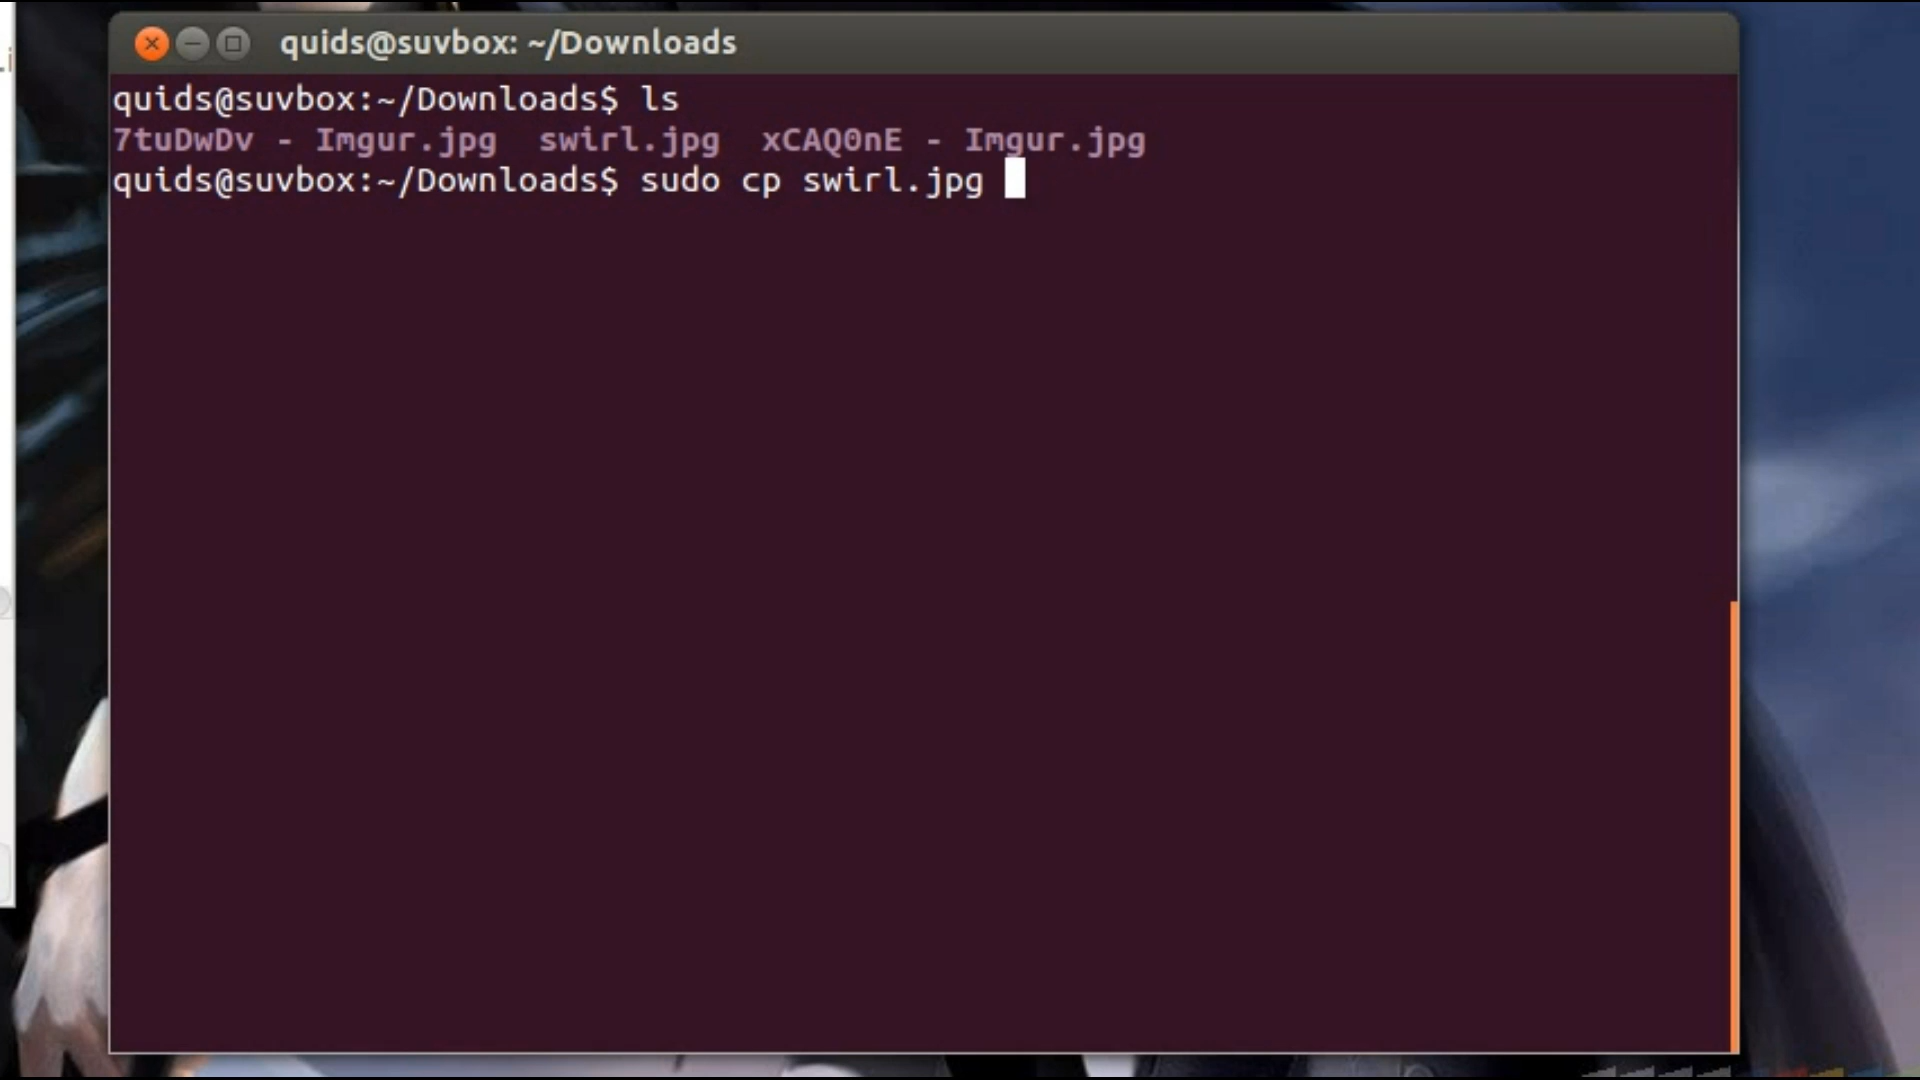 quids@suvbox: ~/Downloads
quids@suvbox:~/Downloads$ ls
7tuDwDv - Imgur.jpg  swirl.jpg  xCAQ0nE - Imgur.jpg
quids@suvbox:~/Downloads$ sudo cp swirl.jpg